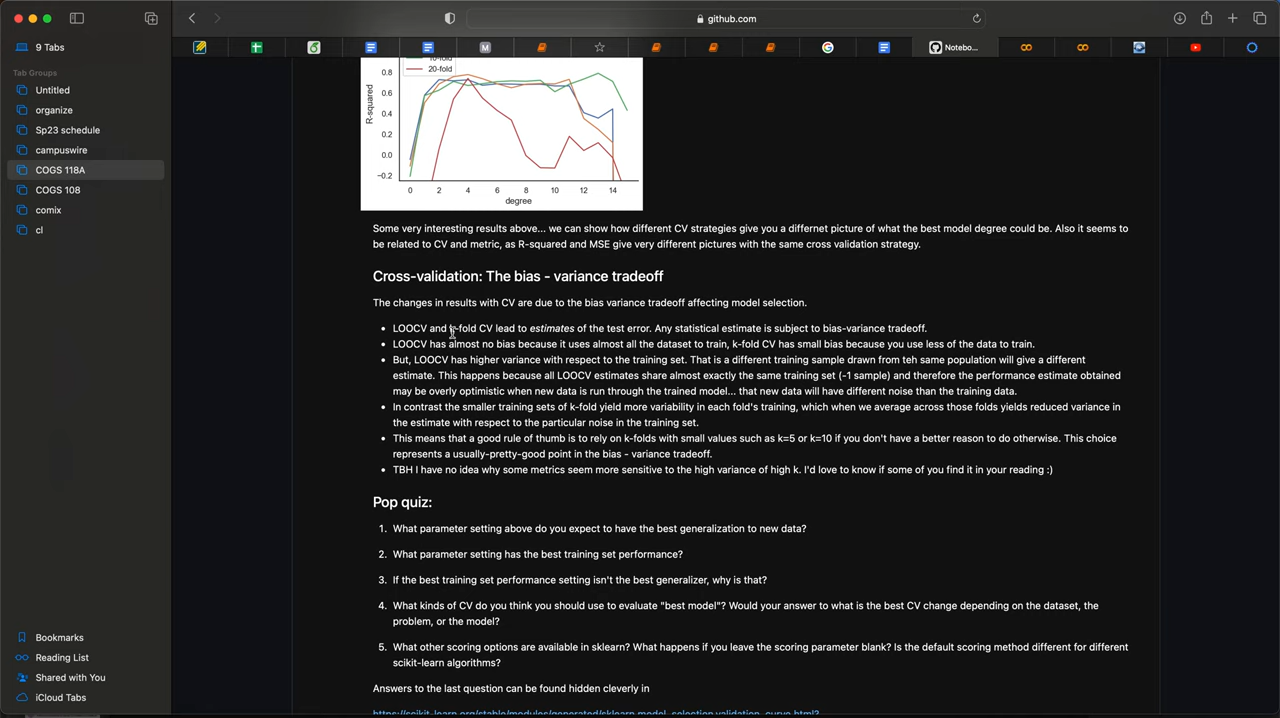 github.com
9 Tabs
Notebo...
Tab Groups
Untitled
organize
Sp23 schedule
campuswire
COGS 118A
COGS 108
comix
cl
Bookmarks
Reading List
Shared with You
iCloud Tabs
10-fold
20-fold
0.8
0.6
0.4
0.2
0.0
−0.2
R-squared
0 2 4 6 8 10 12 14
degree
Some very interesting results above... we can show how different CV strategies give you a differnet picture of what the best model degree could be. Also it seems to
be related to CV and metric, as R-squared and MSE give very different pictures with the same cross validation strategy.
Cross-validation: The bias - variance tradeoff
The changes in results with CV are due to the bias variance tradeoff affecting model selection.
• LOOCV and k-fold CV lead to estimates of the test error. Any statistical estimate is subject to bias-variance tradeoff.
• LOOCV has almost no bias because it uses almost all the dataset to train, k-fold CV has small bias because you use less of the data to train.
• But, LOOCV has higher variance with respect to the training set. That is a different training sample drawn from teh same population will give a different
estimate. This happens because all LOOCV estimates share almost exactly the same training set (-1 sample) and therefore the performance estimate obtained
may be overly optimistic when new data is run through the trained model... that new data will have different noise than the training data.
• In contrast the smaller training sets of k-fold yield more variability in each fold's training, which when we average across those folds yields reduced variance in
the estimate with respect to the particular noise in the training set.
• This means that a good rule of thumb is to rely on k-folds with small values such as k=5 or k=10 if you don't have a better reason to do otherwise. This choice
represents a usually-pretty-good point in the bias - variance tradeoff.
• TBH I have no idea why some metrics seem more sensitive to the high variance of high k. I'd love to know if some of you find it in your reading :)
Pop quiz:
1. What parameter setting above do you expect to have the best generalization to new data?
2. What parameter setting has the best training set performance?
3. If the best training set performance setting isn't the best generalizer, why is that?
4. What kinds of CV do you think you should use to evaluate "best model"? Would your answer to what is the best CV change depending on the dataset, the
problem, or the model?
5. What other scoring options are available in sklearn? What happens if you leave the scoring parameter blank? Is the default scoring method different for different
scikit-learn algorithms?
Answers to the last question can be found hidden cleverly in
https://scikit-learn.org/stable/modules/generated/sklearn.model_selection.validation_curve.html?